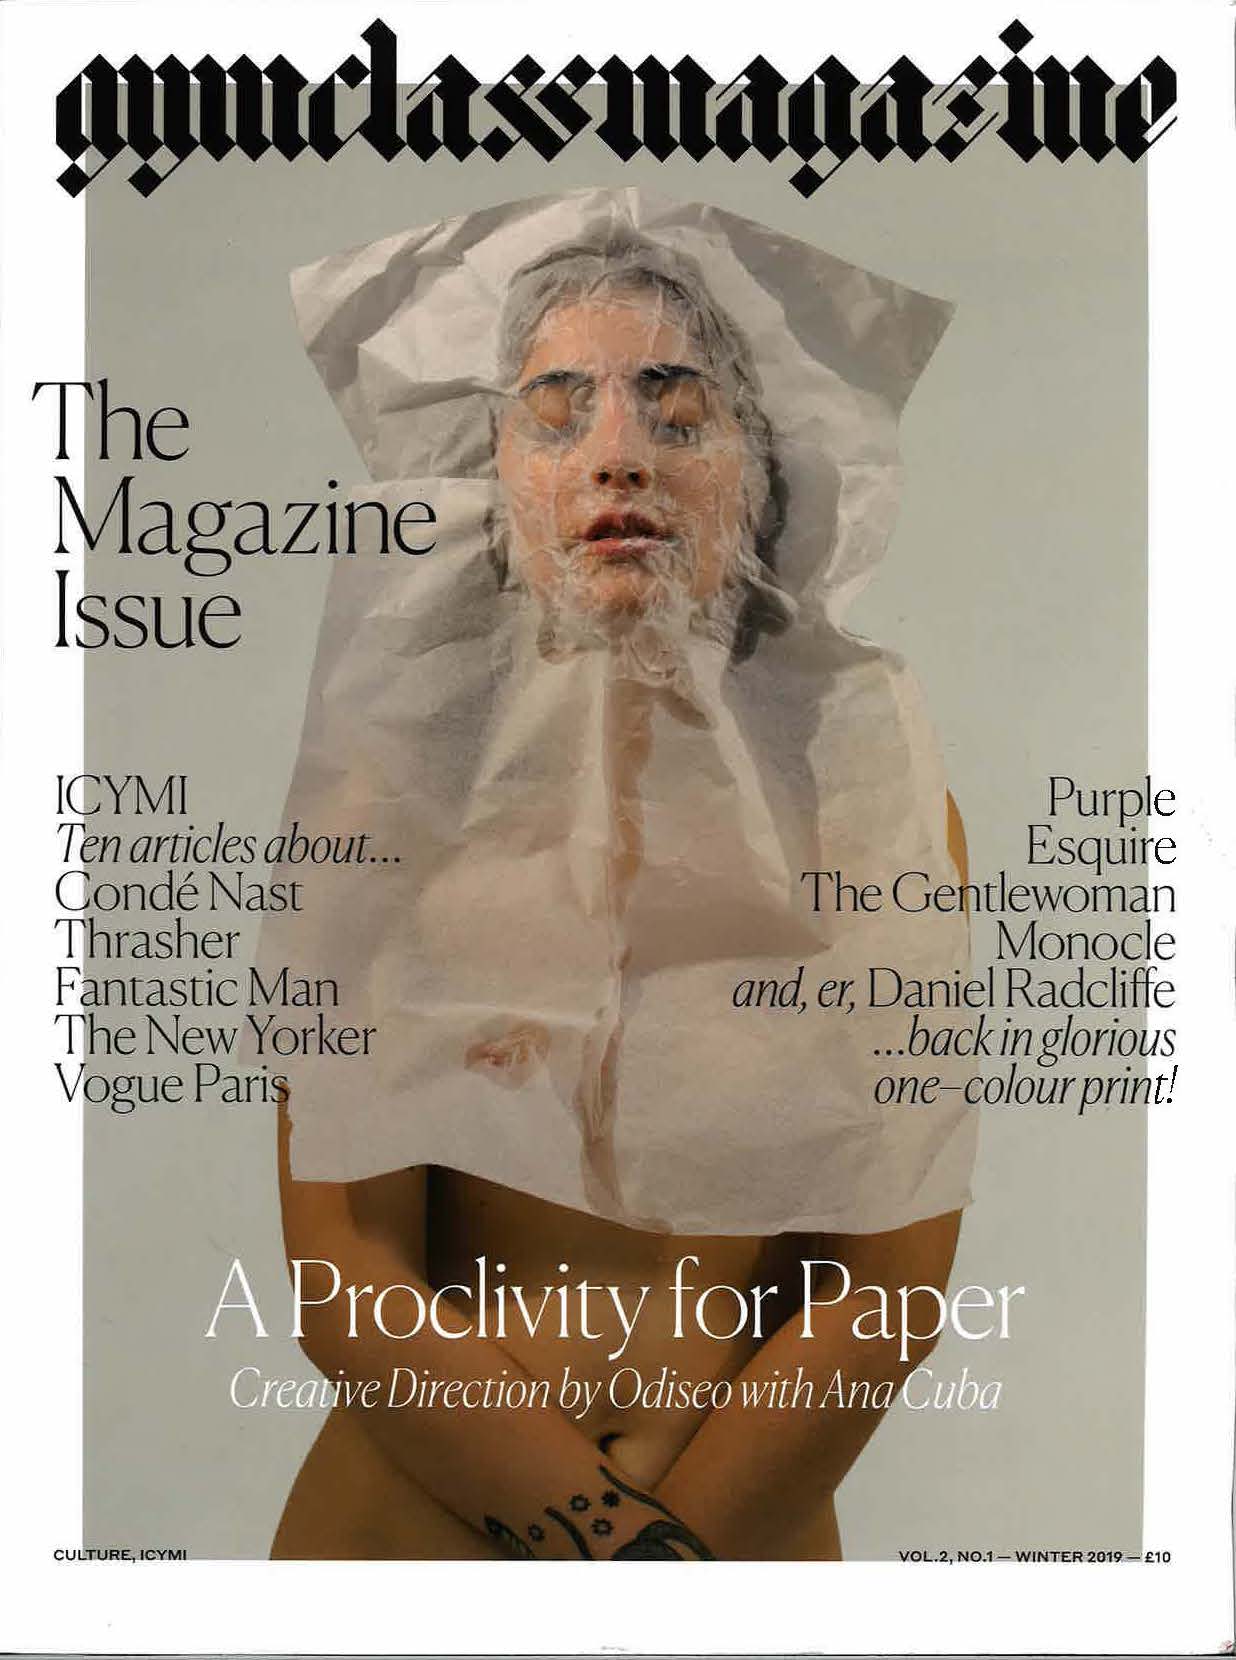 gymclassmagazine
The
Magazine
Issue
ICYMI
Ten articles about...
Condé Nast
Thrasher
Fantastic Man
The New Yorker
Vogue Paris
Purple
Esquire
The Gentlewoman
Monocle
and, er, Daniel Radcliffe
...back in glorious
one–colour print!
A Proclivity for Paper
Creative Direction by Odiseo with Ana Cuba
CULTURE, ICYMI
VOL.2, NO.1 — WINTER 2019 — £10